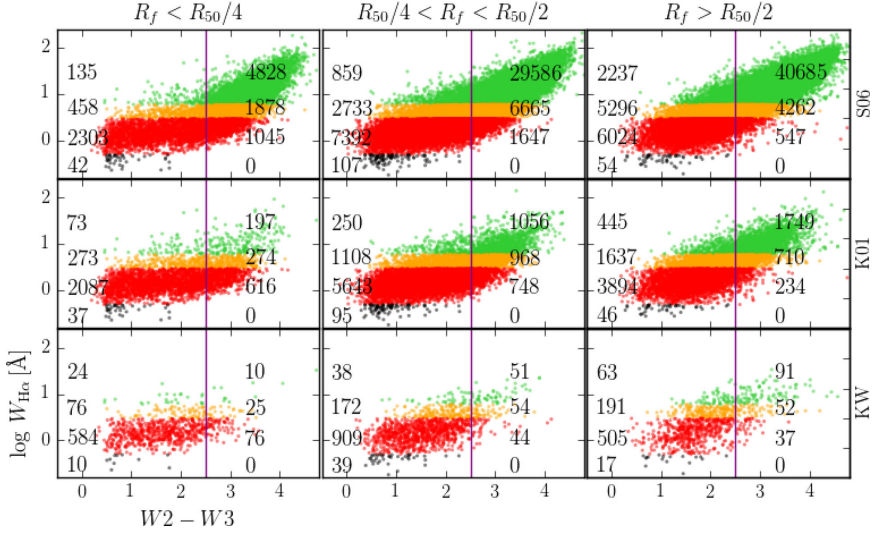 R_f < R_50/4 R_50/4 < R_f < R_50/2 R_f > R_50/2
2 135 4828 859 29586 2237 40685 S06
1 458 1878 2733 6665 5296 4262
0 2303 1045 7392 1647 6024 547
42 0 107 0 54 0
2 73 197 250 1056 445 1749 K01
1 273 274 1108 968 1637 710
0 2087 616 5643 748 3894 234
37 0 95 0 46 0
log W_Hα [Å]
2 24 10 38 51 63 91 KW
1 76 25 172 54 191 52
0 584 76 909 44 505 37
10 0 39 0 17 0
0 1 2 3 4 0 1 2 3 4 0 1 2 3 4
W2 − W3